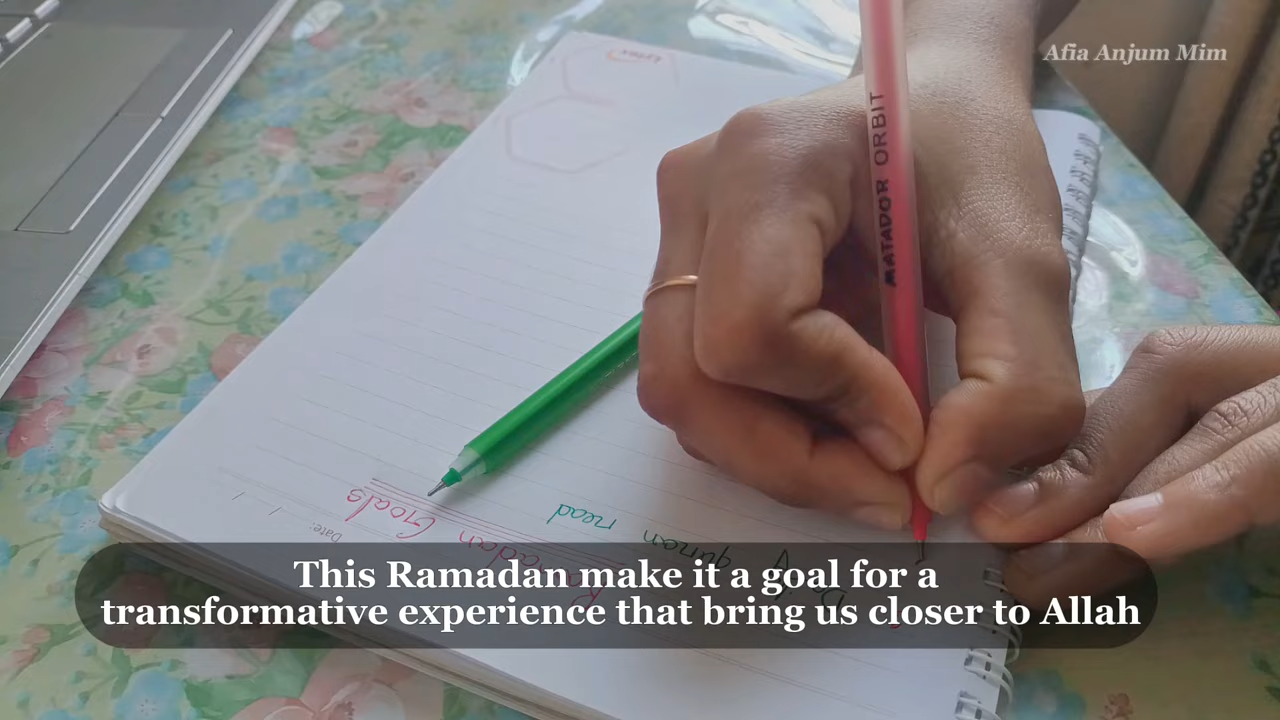 Afia Anjum Mim
MATADOR ORBIT
Ramadan Goals
Date:
quran read
This Ramadan make it a goal for a
transformative experience that bring us closer to Allah